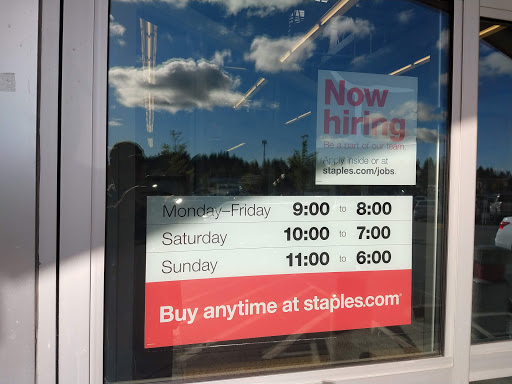 Now
hiring
Be a part of our team.
Apply inside or at
staples.com/jobs
Monday–Friday 9:00 to 8:00
Saturday 10:00 to 7:00
Sunday 11:00 to 6:00
Buy anytime at staples.com®